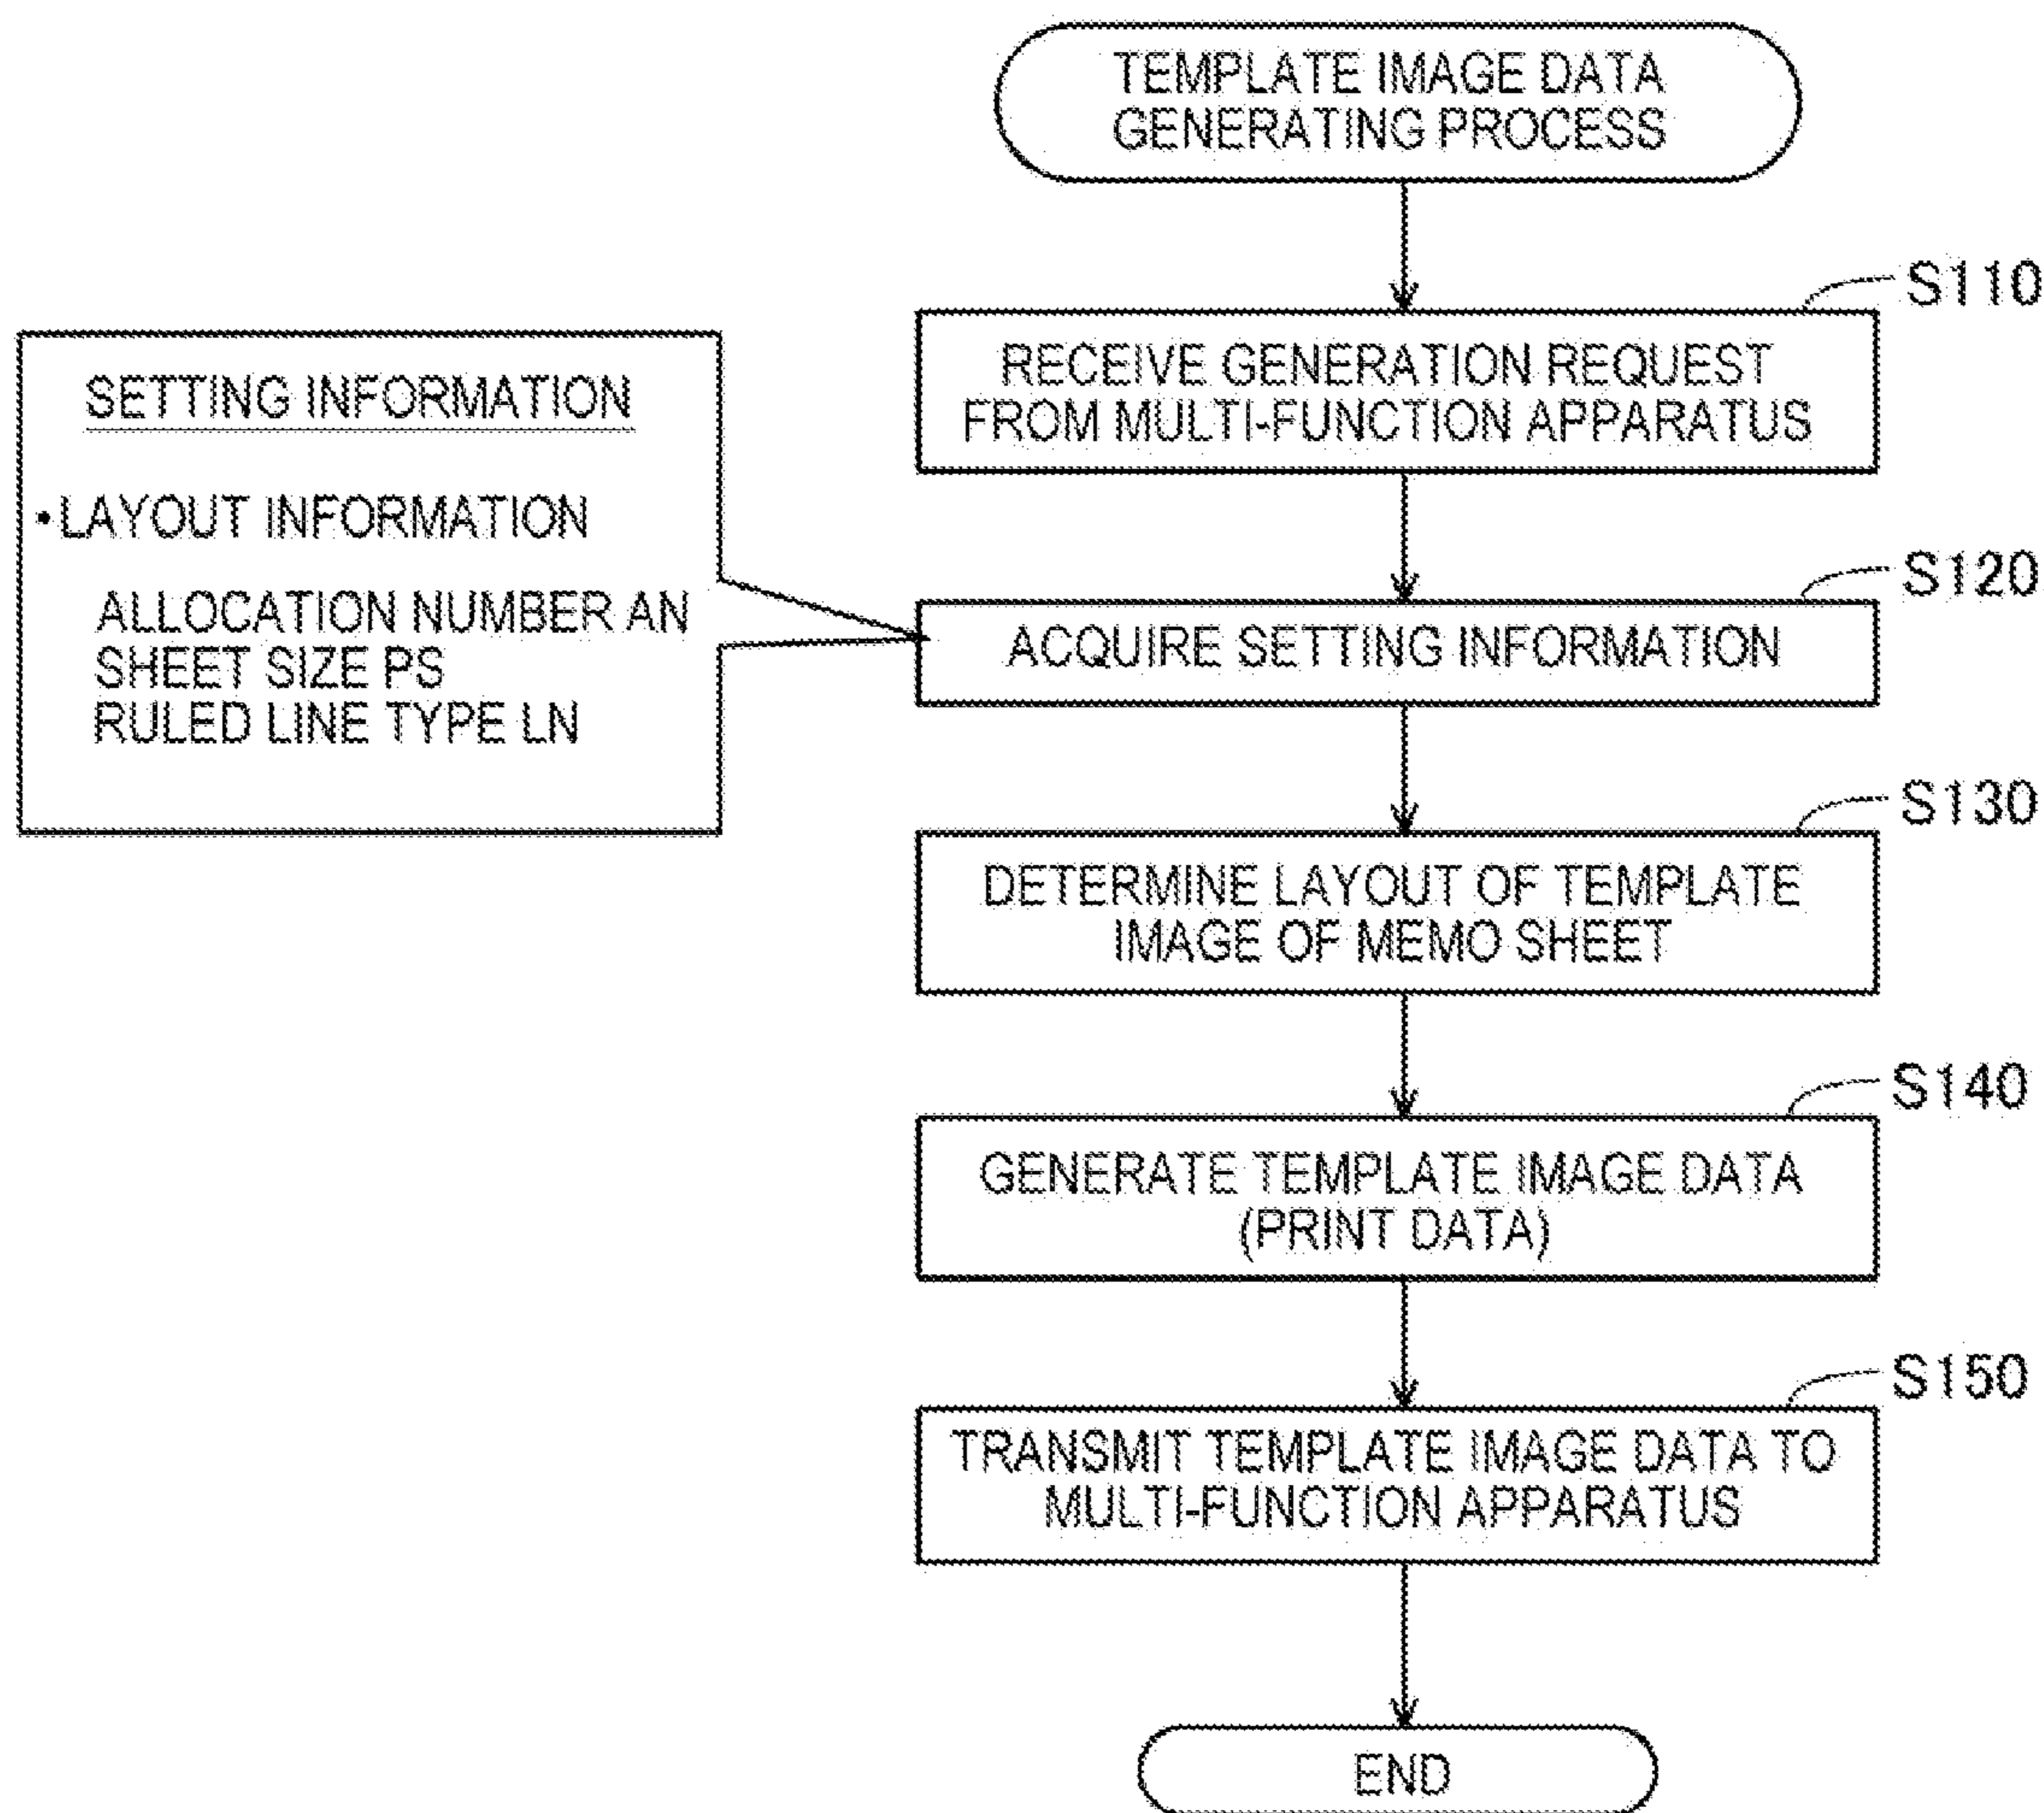 TEMPLATE IMAGE DATA
GENERATING PROCESS
S110
RECEIVE GENERATION REQUEST
FROM MULTI-FUNCTION APPARATUS
SETTING INFORMATION
•LAYOUT INFORMATION
ALLOCATION NUMBER AN
SHEET SIZE PS
RULED LINE TYPE LN
S120
ACQUIRE SETTING INFORMATION
S130
DETERMINE LAYOUT OF TEMPLATE
IMAGE OF MEMO SHEET
S140
GENERATE TEMPLATE IMAGE DATA
(PRINT DATA)
S150
TRANSMIT TEMPLATE IMAGE DATA TO
MULTI-FUNCTION APPARATUS
END